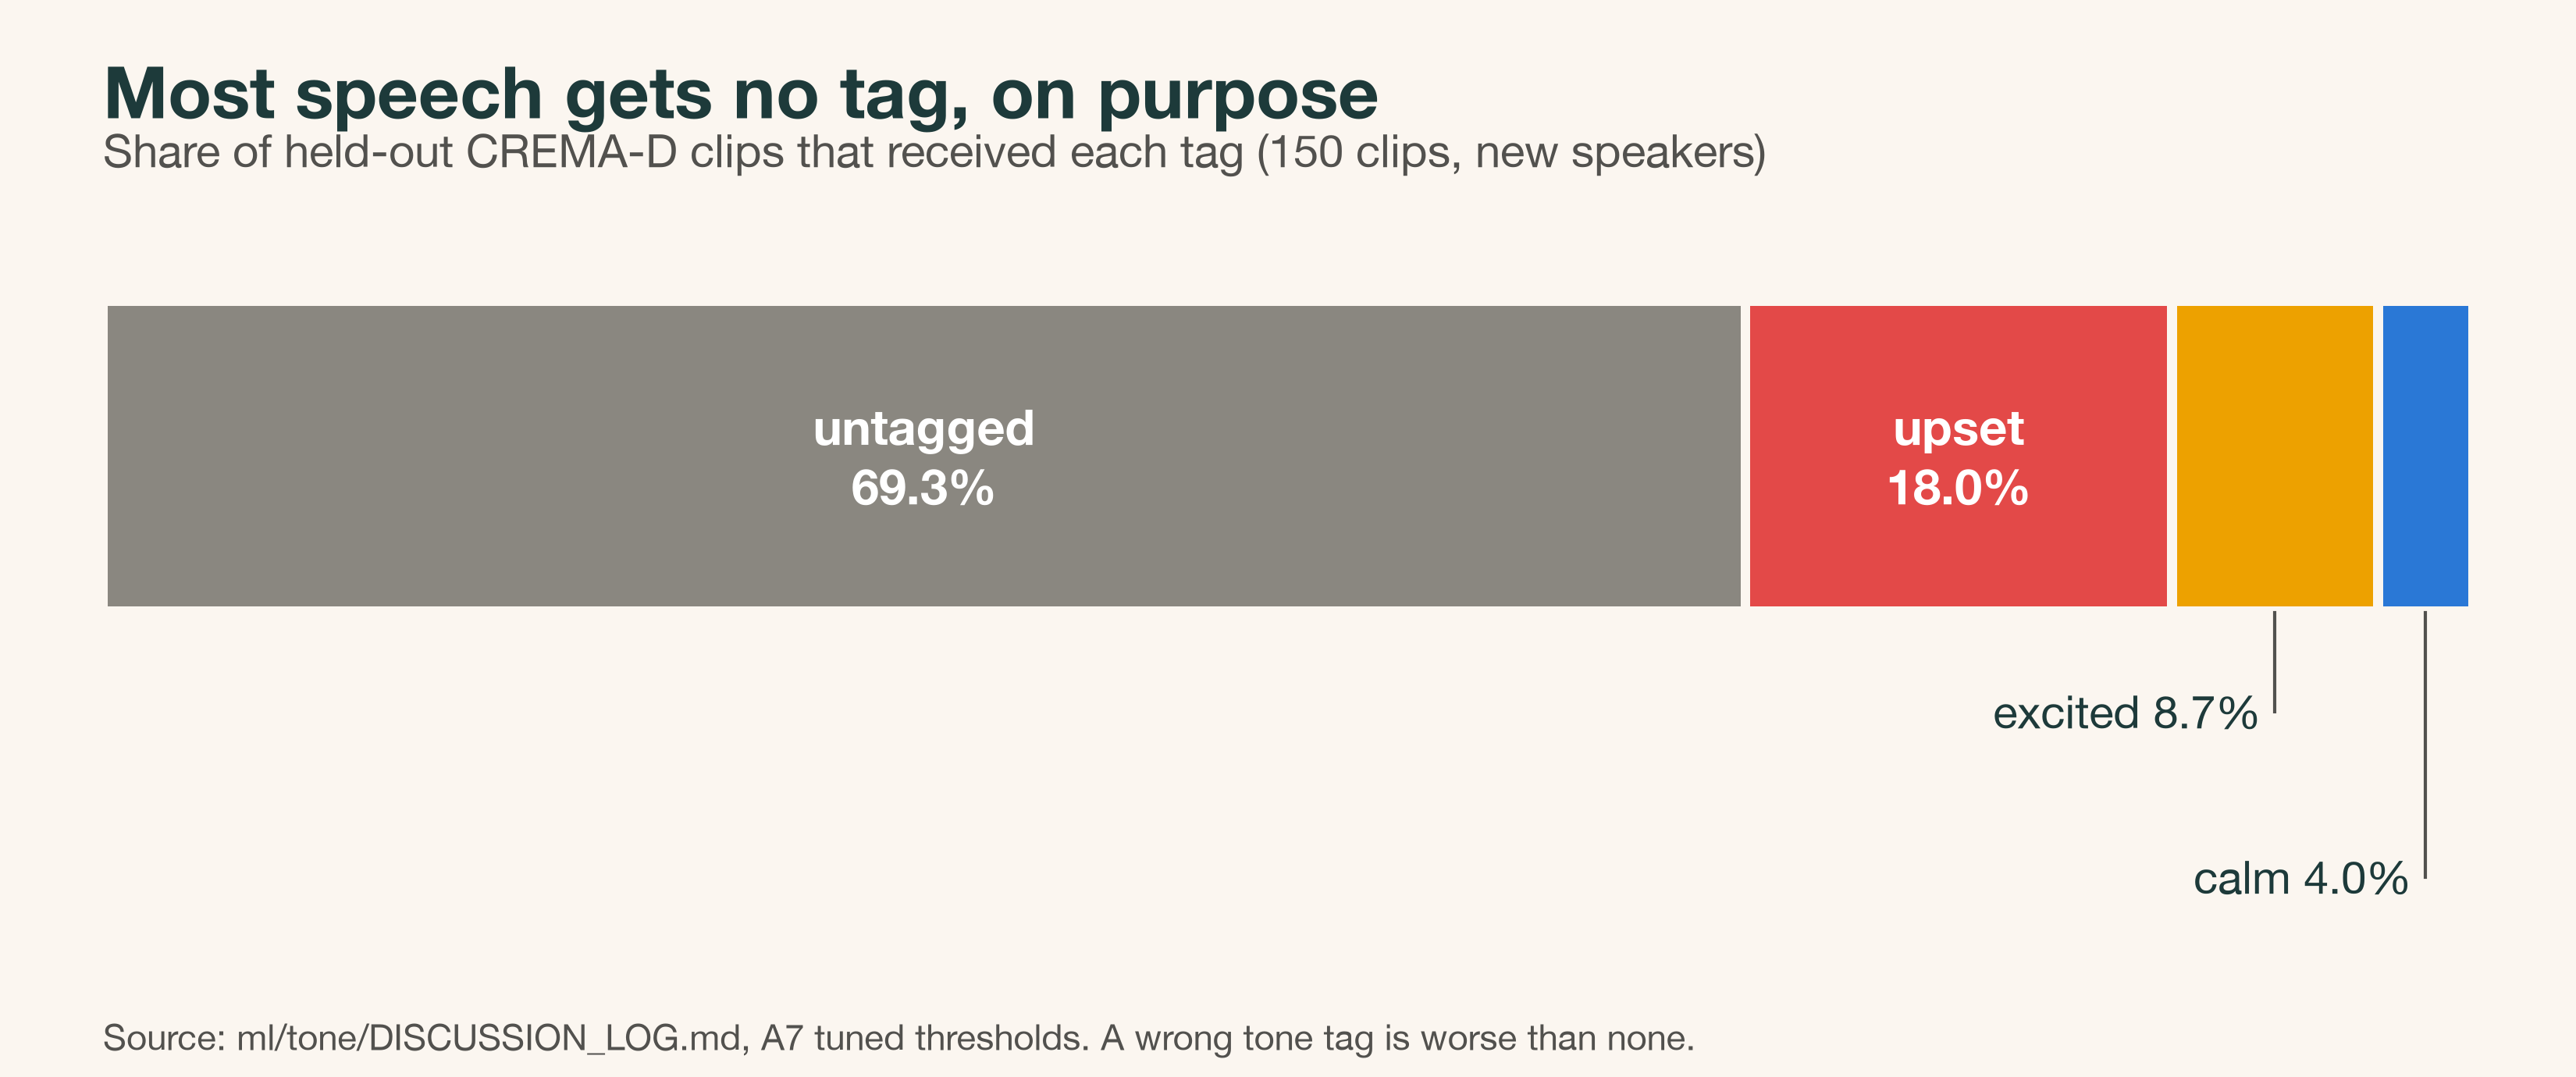 Most speech gets no tag, on purpose
Share of held-out CREMA-D clips that received each tag (150 clips, new speakers)
untagged
69.3%
upset
18.0%
excited 8.7%
calm 4.0%
Source: ml/tone/DISCUSSION_LOG.md, A7 tuned thresholds. A wrong tone tag is worse than none.